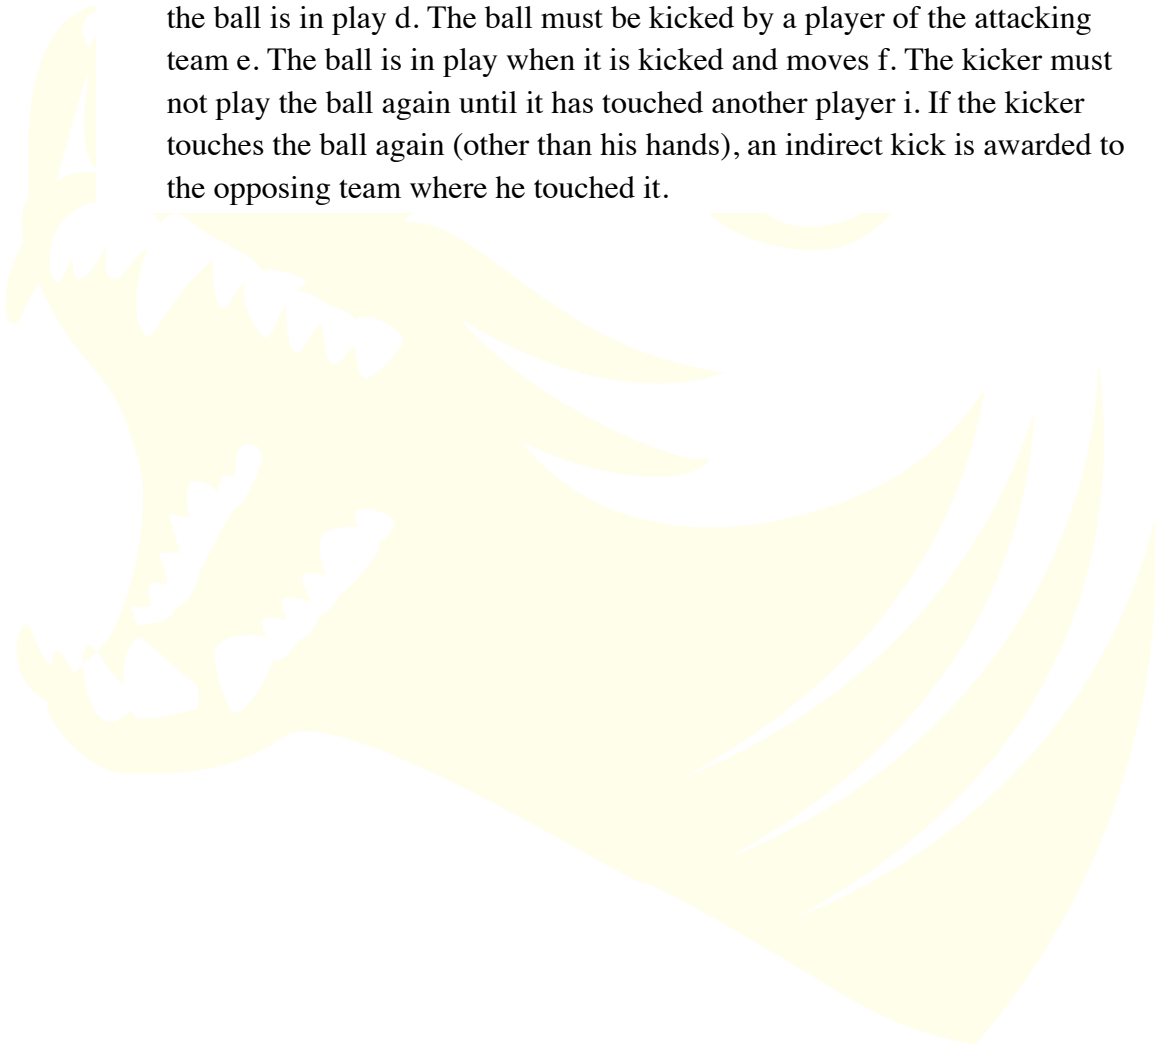 the ball is in play d. The ball must be kicked by a player of the attacking
team e. The ball is in play when it is kicked and moves f. The kicker must
not play the ball again until it has touched another player i. If the kicker
touches the ball again (other than his hands), an indirect kick is awarded to
the opposing team where he touched it.